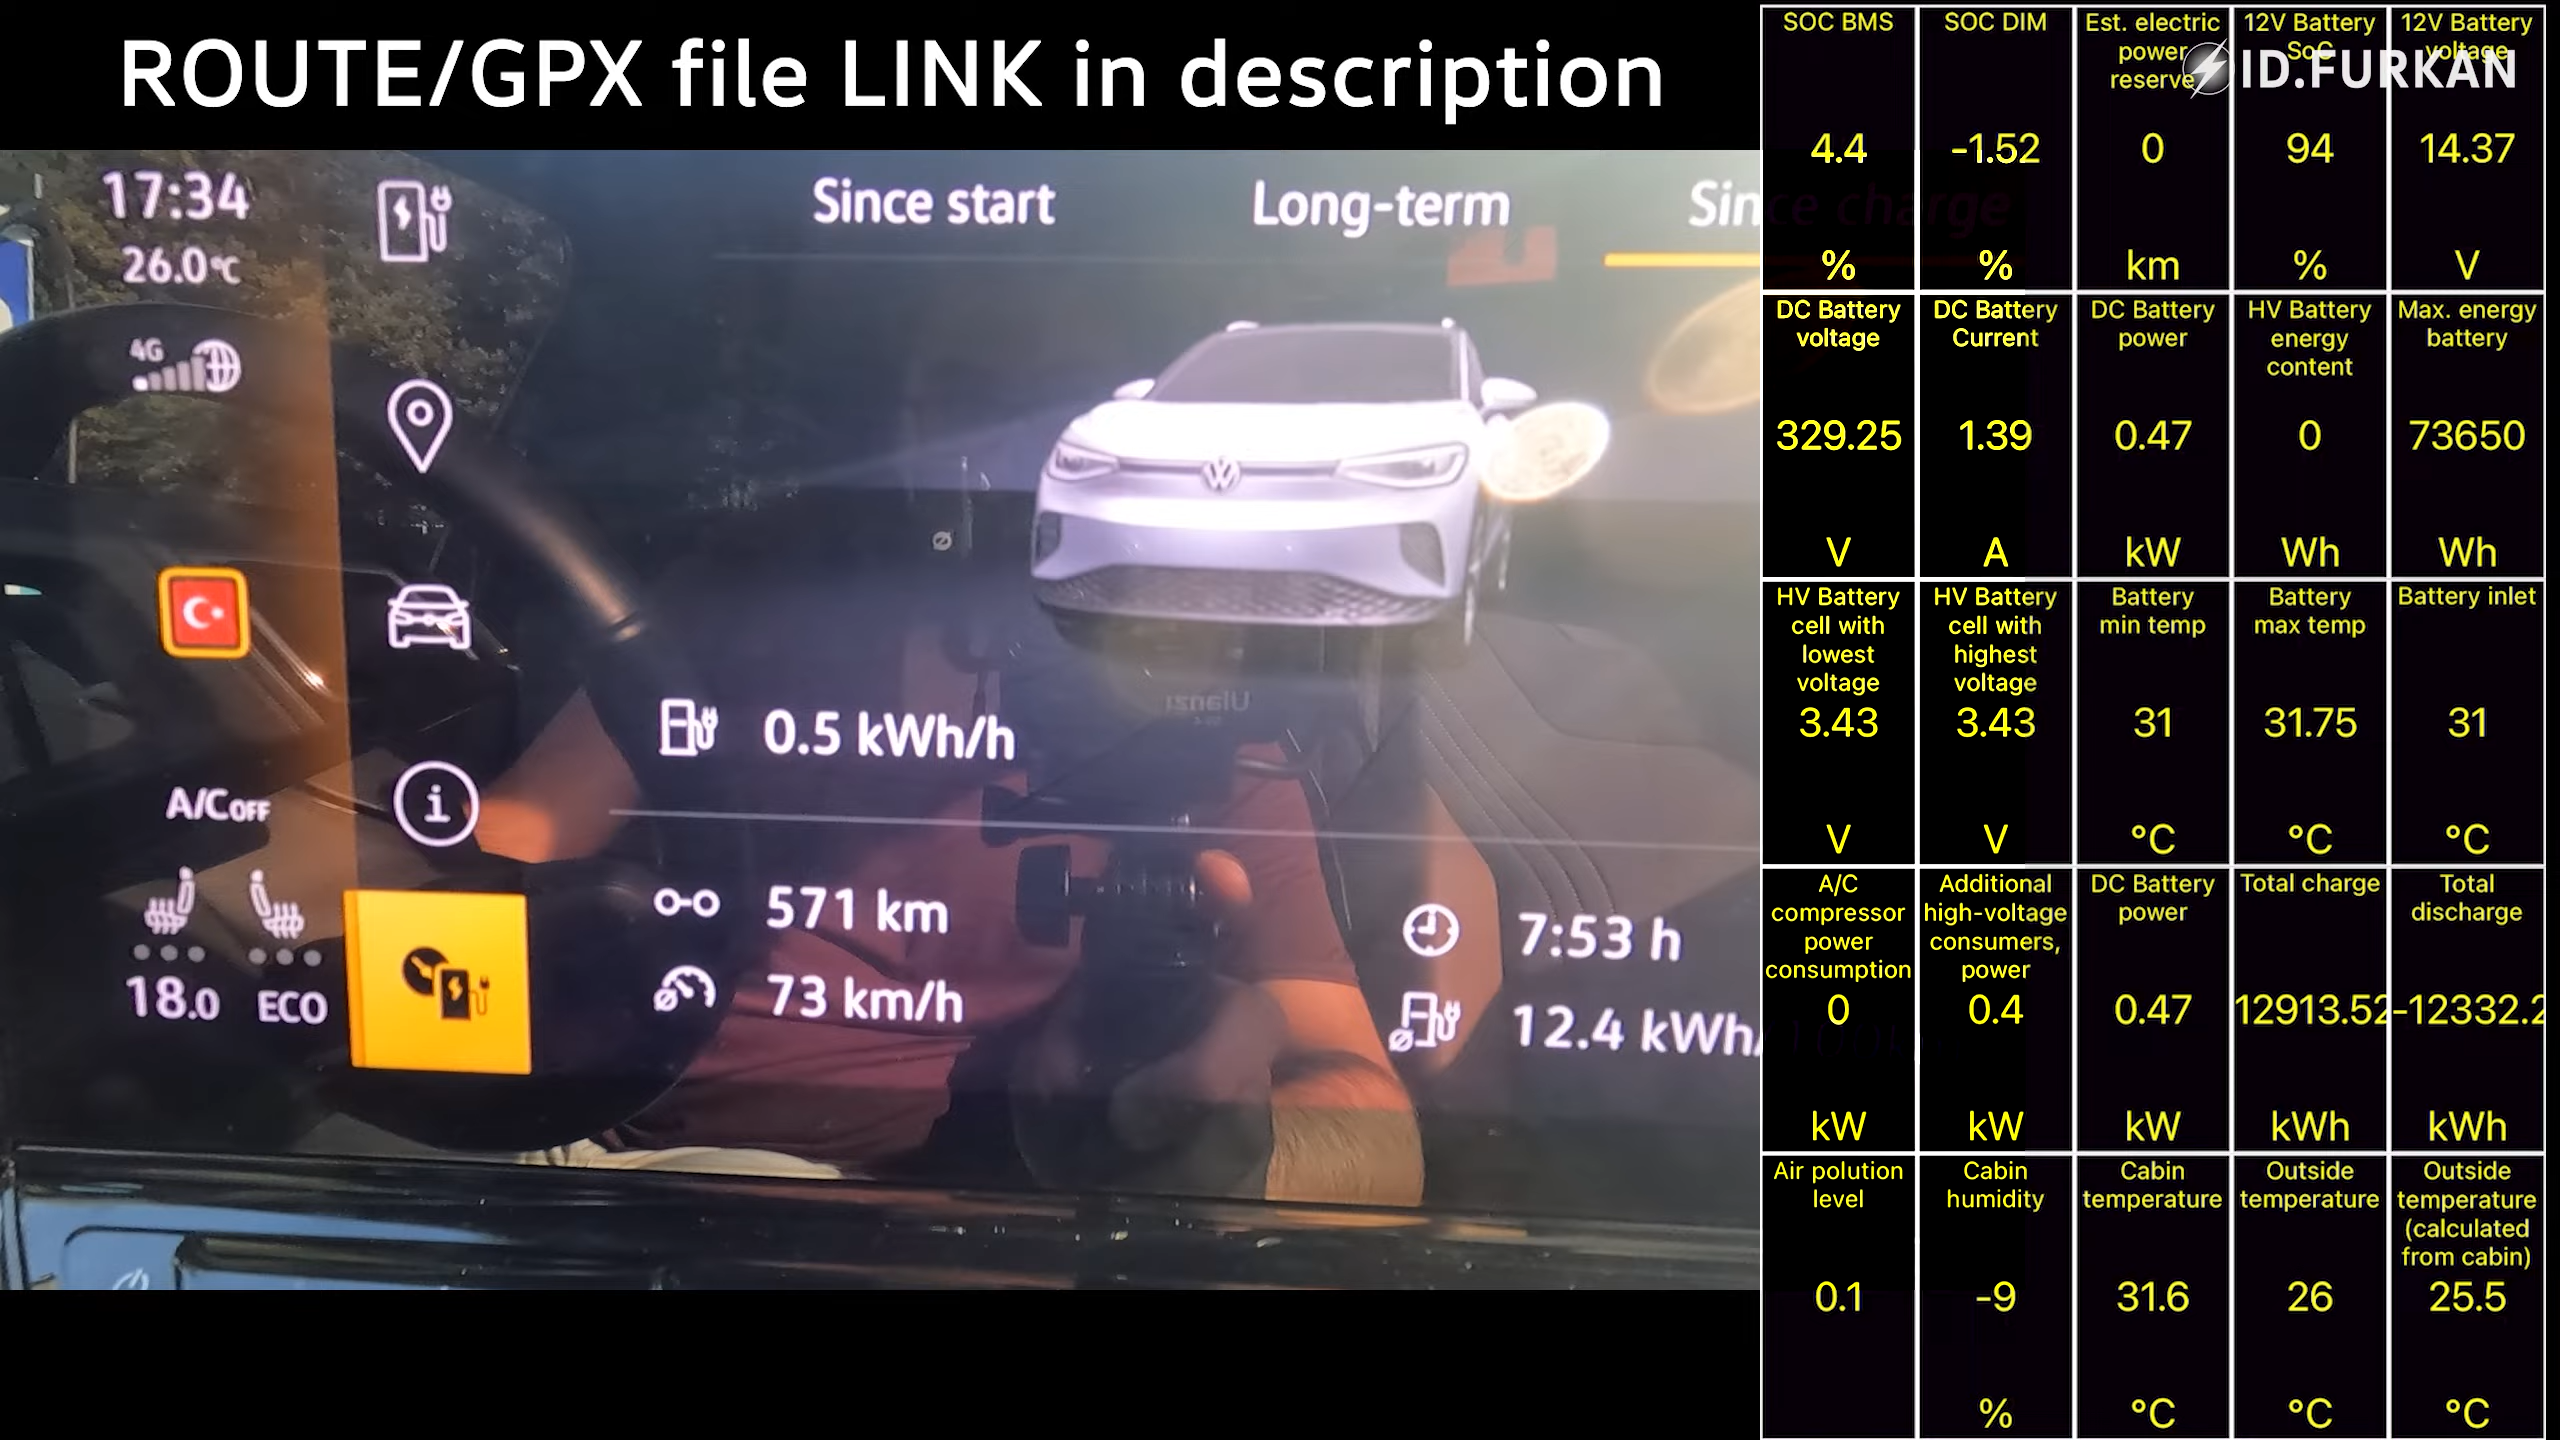 ROUTE/GPX file LINK in description
17:34
26.0°C
4G
A/C OFF
18.0 ECO
Since start
Long-term
Since charge
0.5 kWh/h
571 km
73 km/h
7:53 h
12.4 kWh/
Ulanzi
ID.FURKAN
SOC BMS
4.4
%
SOC DIM
-1.52
%
Est. electric
power
reserve
0
km
12V Battery
SoC
94
%
12V Battery
voltage
14.37
V
DC Battery
voltage
329.25
V
DC Battery
Current
1.39
A
DC Battery
power
0.47
kW
HV Battery
energy
content
0
Wh
Max. energy
battery
73650
Wh
HV Battery
cell with
lowest
voltage
3.43
V
HV Battery
cell with
highest
voltage
3.43
V
Battery
min temp
31
°C
Battery
max temp
31.75
°C
Battery inlet
31
°C
A/C
compressor
power
consumption
0
kW
Additional
high-voltage
consumers,
power
0.4
kW
DC Battery
power
0.47
kW
Total charge
12913.52
kWh
Total
discharge
-12332.2
kWh
Air polution
level
0.1
Cabin
humidity
-9
%
Cabin
temperature
31.6
°C
Outside
temperature
26
°C
Outside
temperature
(calculated
from cabin)
25.5
°C